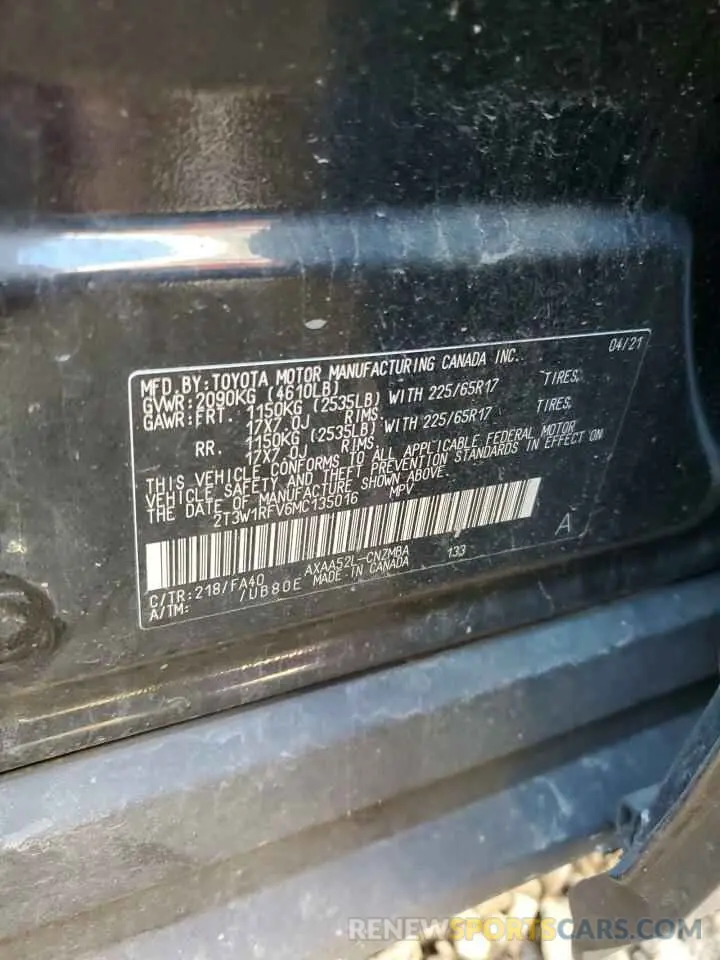 04/21
MFD. BY: TOYOTA MOTOR MANUFACTURING CANADA INC.
GVWR: 2090KG (4610LB)
GAWR: FRT. 1150KG (2535LB) WITH 225/65R17 TIRES,
17X7.0J RIMS,
RR. 1150KG (2535LB) WITH 225/65R17 TIRES,
17X7.0J RIMS.
THIS VEHICLE CONFORMS TO ALL APPLICABLE FEDERAL MOTOR
VEHICLE SAFETY AND THEFT PREVENTION STANDARDS IN EFFECT ON
THE DATE OF MANUFACTURE SHOWN ABOVE.
2T3W1RFV6MC135016 MPV
A
C/TR: 218/FA40 AXAA52L-CNZMBA 133
A/TM: /UB80E MADE IN CANADA
RENEWSPORTSCARS.COM